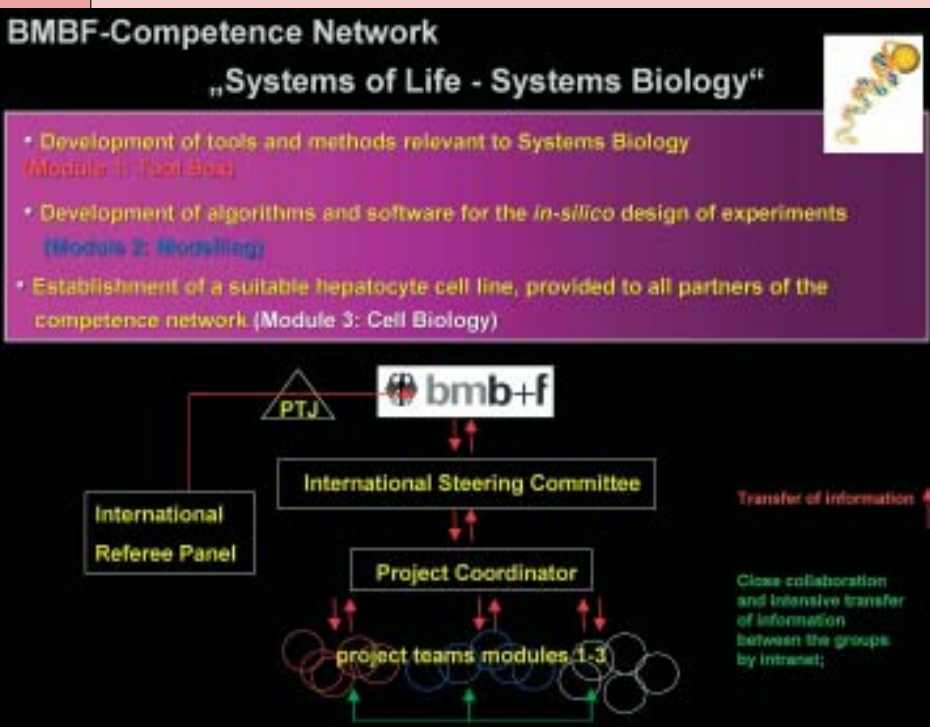 BMBF-Competence Network
„Systems of Life - Systems Biology“
• Development of tools and methods relevant to Systems Biology
(Module 1: Tool Box)
• Development of algorithms and software for the in-silico design of experiments
(Module 2: Modelling)
• Establishment of a suitable hepatocyte cell line, provided to all partners of the
competence network (Module 3: Cell Biology)
PTJ
bmb+f
International Steering Committee
International
Referee Panel
Transfer of information
Project Coordinator
Close collaboration
and intensive transfer
of information
between the groups
by intranet;
project teams modules 1-3